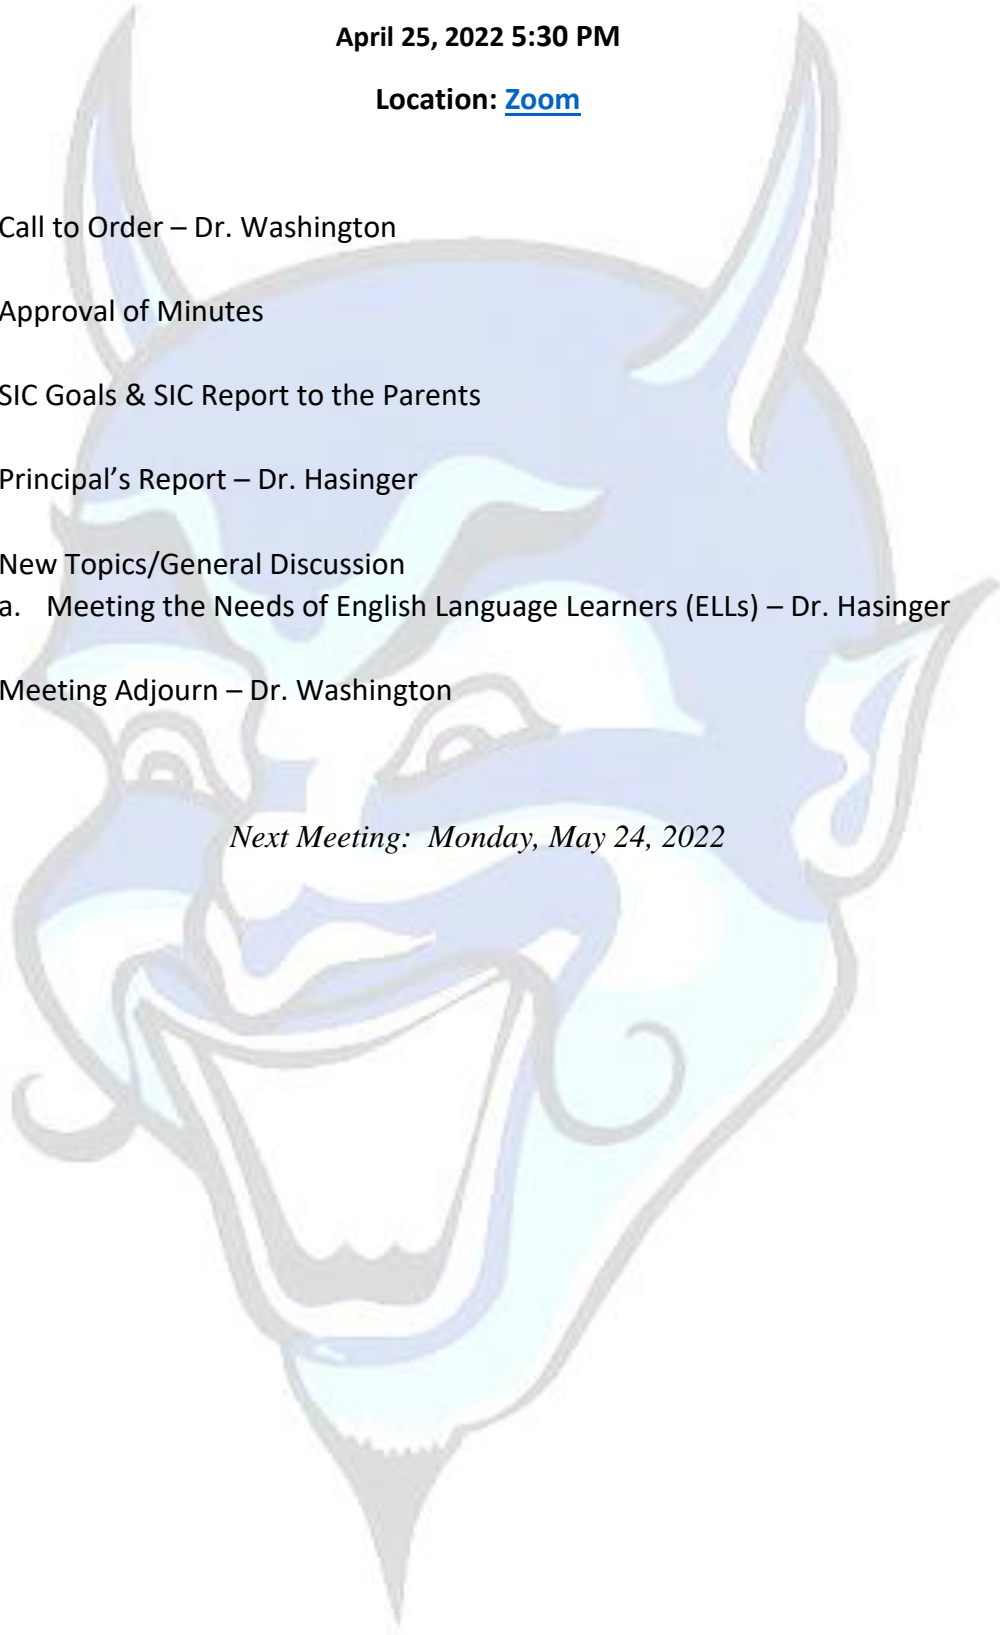 April 25, 2022 5:30 PM
Location: Zoom
Call to Order – Dr. Washington
Approval of Minutes
SIC Goals & SIC Report to the Parents
Principal’s Report – Dr. Hasinger
New Topics/General Discussion
a. Meeting the Needs of English Language Learners (ELLs) – Dr. Hasinger
Meeting Adjourn – Dr. Washington
Next Meeting: Monday, May 24, 2022